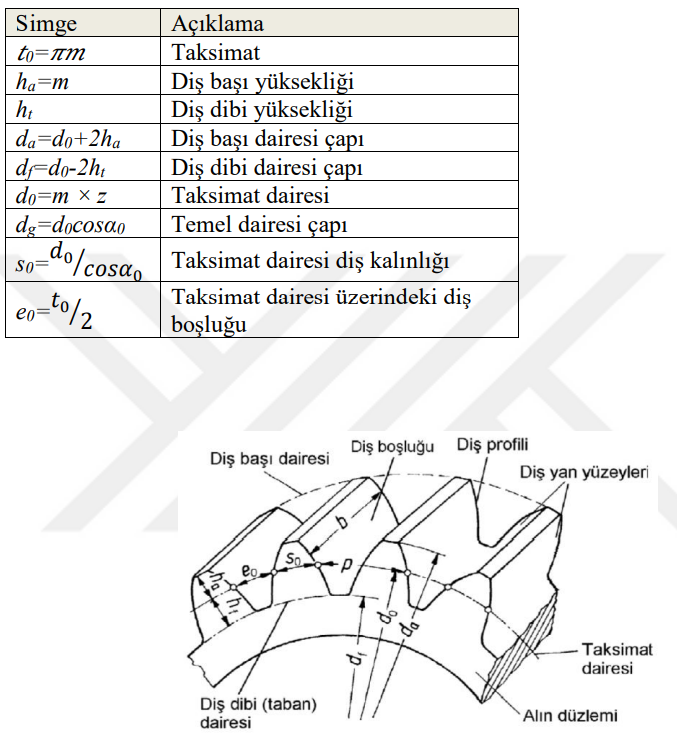 Simge Açıklama
t0=πm Taksimat
ha=m Diş başı yüksekliği
ht Diş dibi yüksekliği
da=d0+2ha Diş başı dairesi çapı
df=d0-2ht Diş dibi dairesi çapı
d0=m × z Taksimat dairesi
dg=d0cosα0 Temel dairesi çapı
s0=d0/cosα0 Taksimat dairesi diş kalınlığı
e0=t0/2 Taksimat dairesi üzerindeki diş
boşluğu
Diş başı dairesi
Diş boşluğu
Diş profili
Diş yan yüzeyleri
b
ha
e0
s0
p
ht
df
d0
da
Diş dibi (taban)
dairesi
Taksimat
dairesi
Alın düzlemi